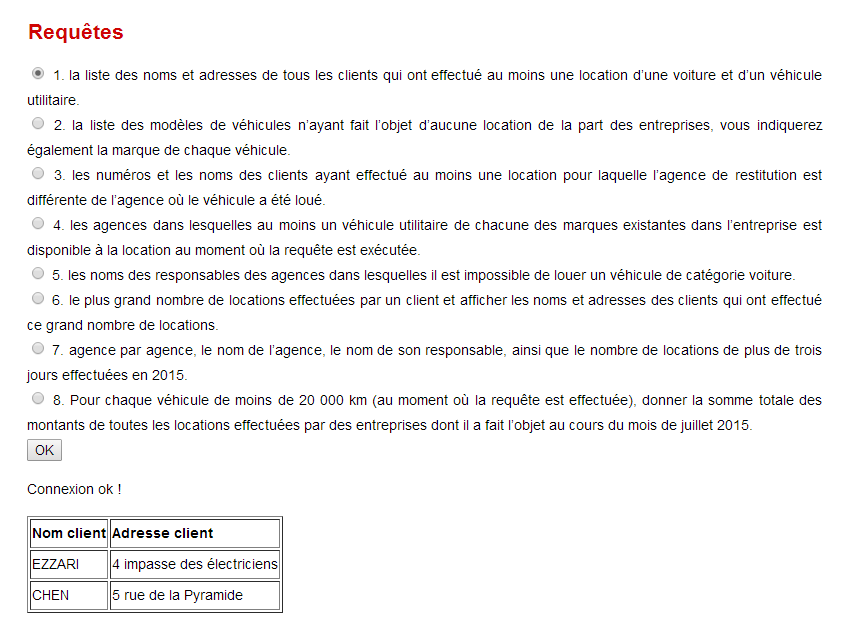 Requêtes
1. la liste des noms et adresses de tous les clients qui ont effectué au moins une location d'une voiture et d'un véhicule
utilitaire.
2. la liste des modèles de véhicules n'ayant fait l'objet d'aucune location de la part des entreprises, vous indiquerez
également la marque de chaque véhicule.
3. les numéros et les noms des clients ayant effectué au moins une location pour laquelle l'agence de restitution est
différente de l'agence où le véhicule a été loué.
4. les agences dans lesquelles au moins un véhicule utilitaire de chacune des marques existantes dans l'entreprise est
disponible à la location au moment où la requête est exécutée.
5. les noms des responsables des agences dans lesquelles il est impossible de louer un véhicule de catégorie voiture.
6. le plus grand nombre de locations effectuées par un client et afficher les noms et adresses des clients qui ont effectué
ce grand nombre de locations.
7. agence par agence, le nom de l'agence, le nom de son responsable, ainsi que le nombre de locations de plus de trois
jours effectuées en 2015.
8. Pour chaque véhicule de moins de 20 000 km (au moment où la requête est effectuée), donner la somme totale des
montants de toutes les locations effectuées par des entreprises dont il a fait l'objet au cours du mois de juillet 2015.
OK
Connexion ok !
Nom client Adresse client
EZZARI 4 impasse des électriciens
CHEN 5 rue de la Pyramide